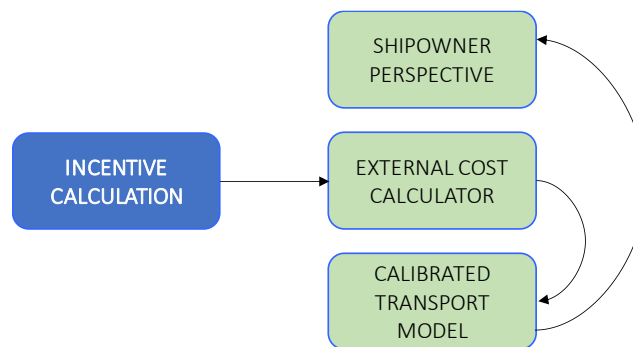 SHIPOWNER
PERSPECTIVE
INCENTIVE
CALCULATION
EXTERNAL COST
CALCULATOR
CALIBRATED
TRANSPORT
MODEL